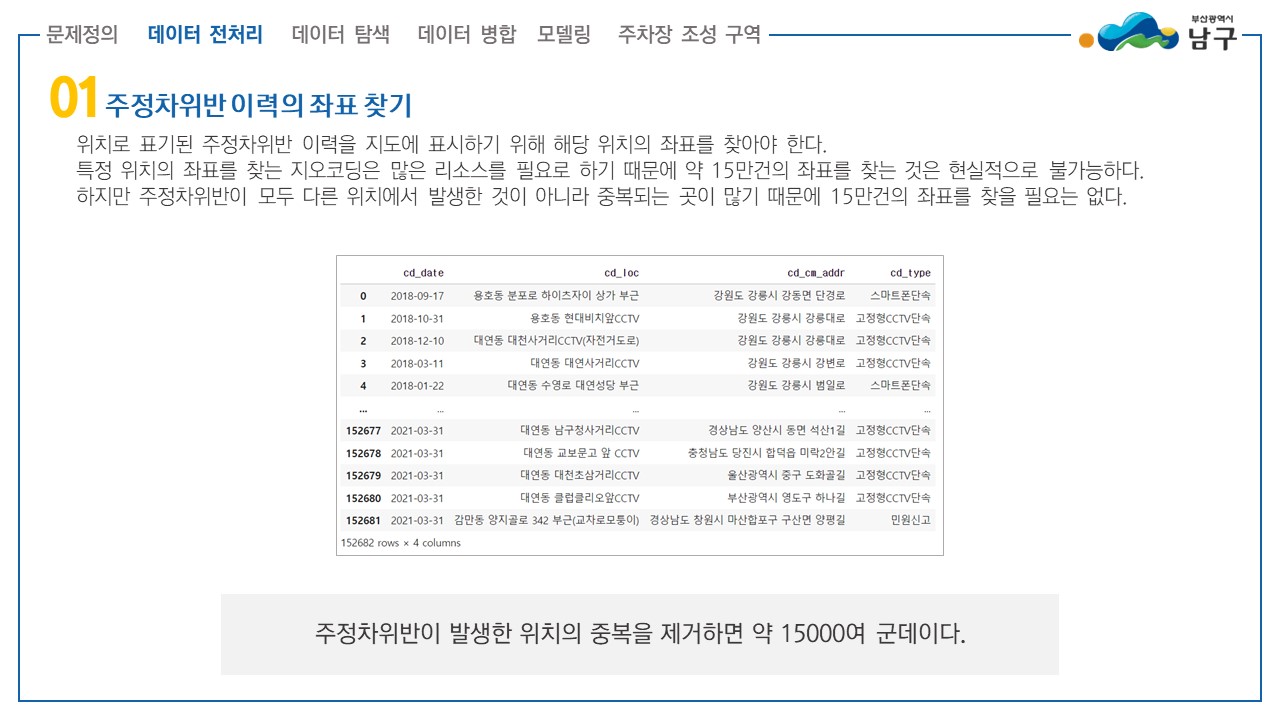 문제정의 데이터 전처리 데이터 탐색 데이터 병합 모델링 주차장 조성 구역
부산광역시
남구
01 주정차위반 이력의 좌표 찾기
위치로 표기된 주정차위반 이력을 지도에 표시하기 위해 해당 위치의 좌표를 찾아야 한다.
특정 위치의 좌표를 찾는 지오코딩은 많은 리소스를 필요로 하기 때문에 약 15만건의 좌표를 찾는 것은 현실적으로 불가능하다.
하지만 주정차위반이 모두 다른 위치에서 발생한 것이 아니라 중복되는 곳이 많기 때문에 15만건의 좌표를 찾을 필요는 없다.
cd_date cd_loc cd_cm_addr cd_type
0 2018-09-17 용호동 분포로 하이츠자이 상가 부근 강원도 강릉시 강동면 단경로 스마트폰단속
1 2018-10-31 용호동 현대비치앞CCTV 강원도 강릉시 강릉대로 고정형CCTV단속
2 2018-12-10 대연동 대천사거리CCTV(자전거도로) 강원도 강릉시 강릉대로 고정형CCTV단속
3 2018-03-11 대연동 대연사거리CCTV 강원도 강릉시 강변로 고정형CCTV단속
4 2018-01-22 대연동 수영로 대연성당 부근 강원도 강릉시 범일로 스마트폰단속
... ... ... ... ...
152677 2021-03-31 대연동 남구청사거리CCTV 경상남도 양산시 동면 석산1길 고정형CCTV단속
152678 2021-03-31 대연동 교보문고 앞 CCTV 충청남도 당진시 합덕읍 미락2안길 고정형CCTV단속
152679 2021-03-31 대연동 대천초삼거리CCTV 울산광역시 중구 도화골길 고정형CCTV단속
152680 2021-03-31 대연동 클럽클리오앞CCTV 부산광역시 영도구 하나길 고정형CCTV단속
152681 2021-03-31 감만동 양지골로 342 부근(교차로모퉁이) 경상남도 창원시 마산합포구 구산면 양평길 민원신고
152682 rows × 4 columns
주정차위반이 발생한 위치의 중복을 제거하면 약 15000여 군데이다.